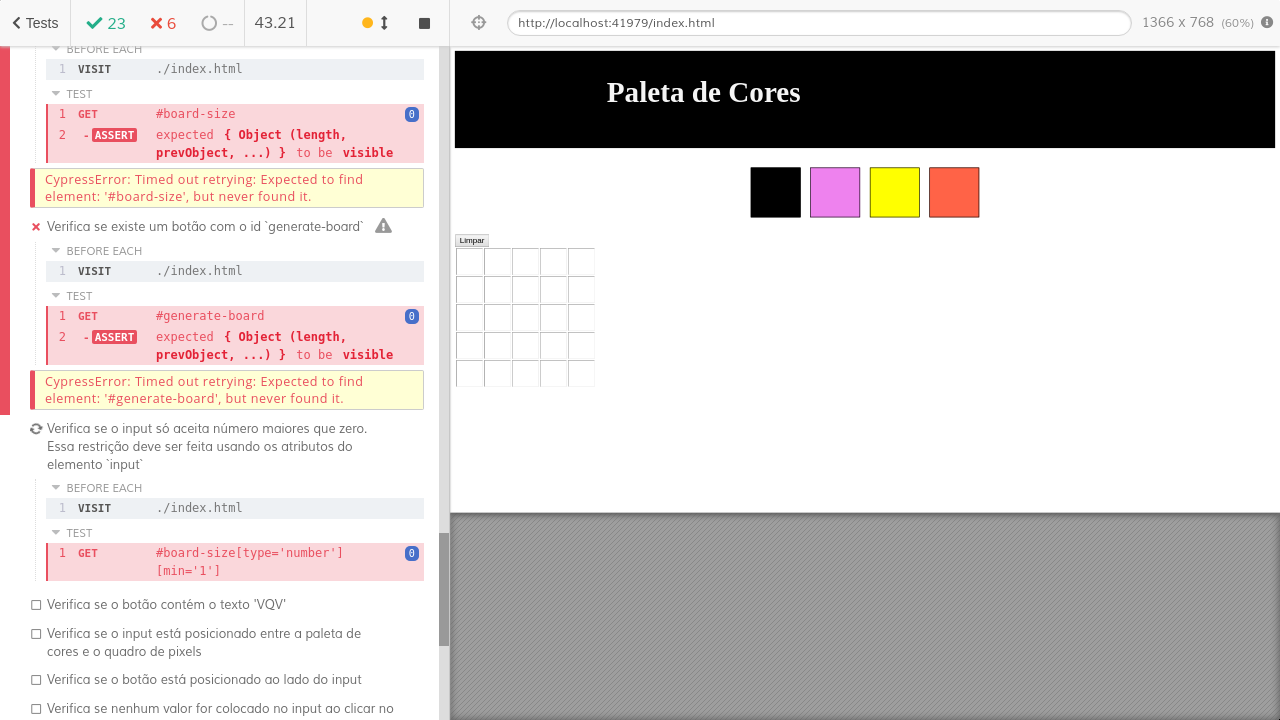 Tests 23 6 -- 43.21
http://localhost:41979/index.html 1366 x 768 (60%)
BEFORE EACH
1 VISIT ./index.html
TEST
1 GET #board-size 0
2 -ASSERT expected { Object (length,
prevObject, ...) } to be visible
CypressError: Timed out retrying: Expected to find
element: '#board-size', but never found it.
Verifica se existe um botão com o id `generate-board`
BEFORE EACH
1 VISIT ./index.html
TEST
1 GET #generate-board 0
2 -ASSERT expected { Object (length,
prevObject, ...) } to be visible
CypressError: Timed out retrying: Expected to find
element: '#generate-board', but never found it.
Verifica se o input só aceita número maiores que zero.
Essa restrição deve ser feita usando os atributos do
elemento `input`
BEFORE EACH
1 VISIT ./index.html
TEST
1 GET #board-size[type='number'] 0
[min='1']
Verifica se o botão contém o texto 'VQV'
Verifica se o input está posicionado entre a paleta de
cores e o quadro de pixels
Verifica se o botão está posicionado ao lado do input
Verifica se nenhum valor for colocado no input ao clicar no
Paleta de Cores
Limpar